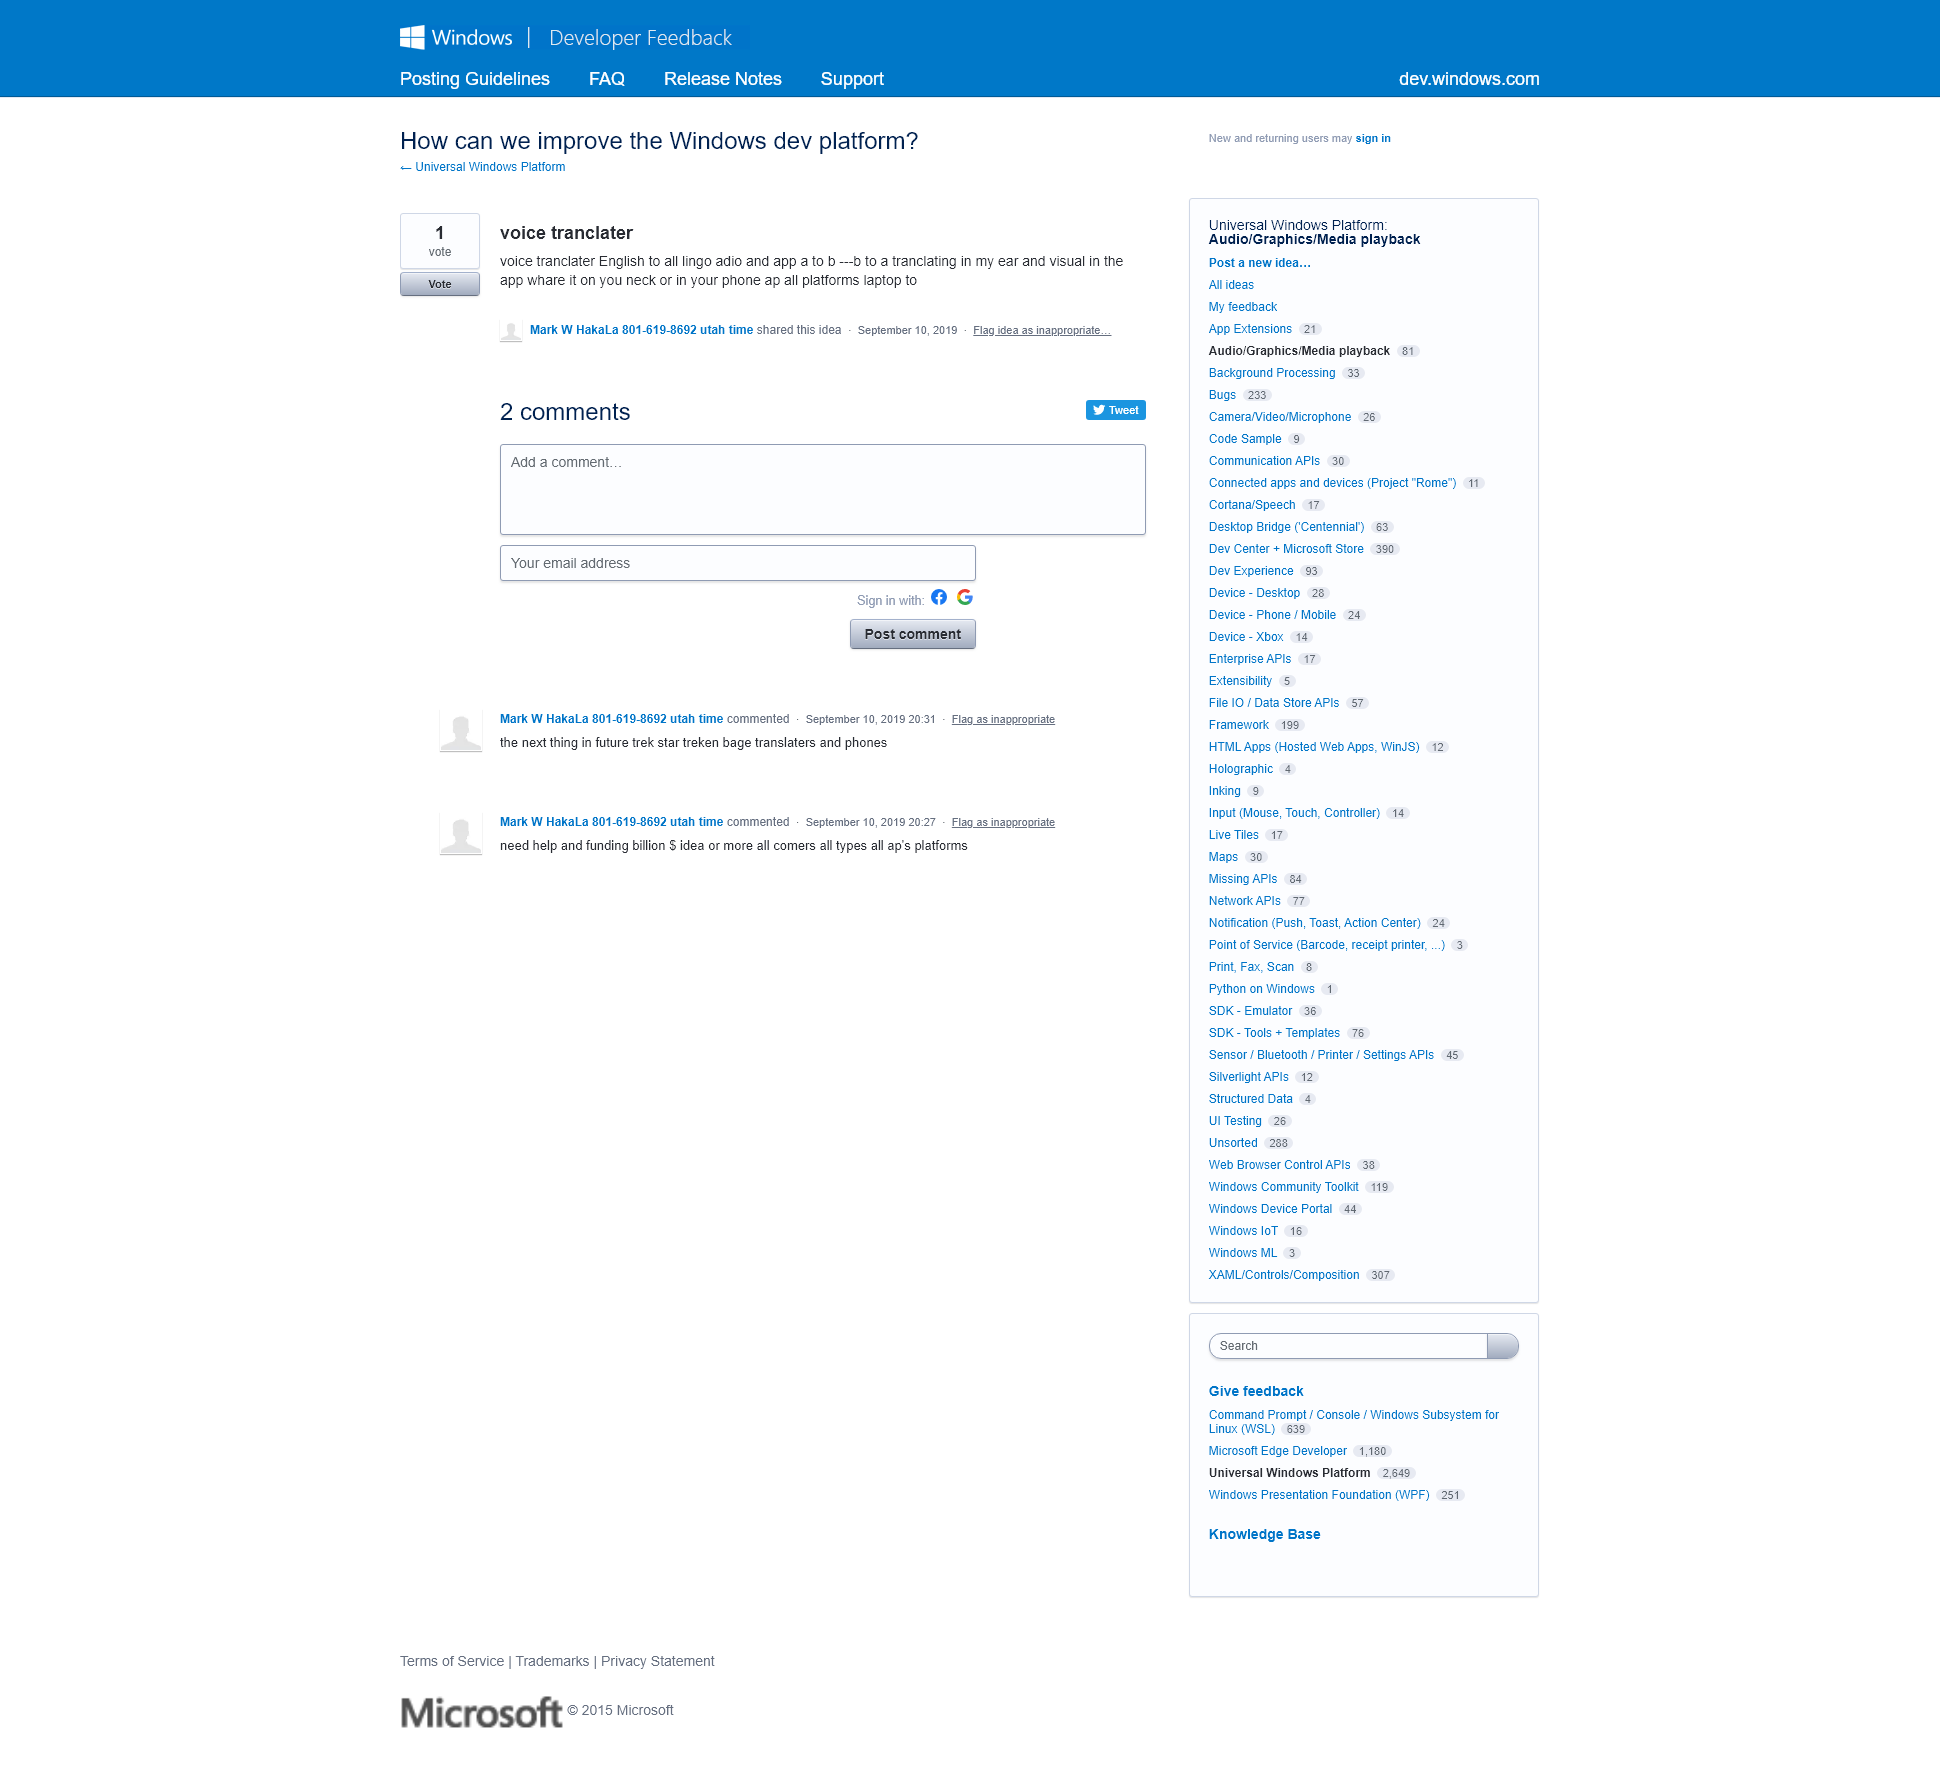 Windows | Developer Feedback
Posting Guidelines FAQ Release Notes Support dev.windows.com
How can we improve the Windows dev platform?
← Universal Windows Platform
New and returning users may sign in
1
vote
Vote
voice tranclater
voice tranclater English to all lingo adio and app a to b ---b to a tranclating in my ear and visual in the
app whare it on you neck or in your phone ap all platforms laptop to
Mark W HakaLa 801-619-8692 utah time shared this idea · September 10, 2019 · Flag idea as inappropriate…
2 comments
Tweet
Add a comment…
Your email address
Sign in with:
Post comment
Mark W HakaLa 801-619-8692 utah time commented · September 10, 2019 20:31 · Flag as inappropriate
the next thing in future trek star treken bage translaters and phones
Mark W HakaLa 801-619-8692 utah time commented · September 10, 2019 20:27 · Flag as inappropriate
need help and funding billion $ idea or more all comers all types all ap's platforms
Universal Windows Platform:
Audio/Graphics/Media playback
Post a new idea…
All ideas
My feedback
App Extensions 21
Audio/Graphics/Media playback 81
Background Processing 33
Bugs 233
Camera/Video/Microphone 26
Code Sample 9
Communication APIs 30
Connected apps and devices (Project "Rome") 11
Cortana/Speech 17
Desktop Bridge ('Centennial') 63
Dev Center + Microsoft Store 390
Dev Experience 93
Device - Desktop 28
Device - Phone / Mobile 24
Device - Xbox 14
Enterprise APIs 17
Extensibility 5
File IO / Data Store APIs 57
Framework 199
HTML Apps (Hosted Web Apps, WinJS) 12
Holographic 4
Inking 9
Input (Mouse, Touch, Controller) 14
Live Tiles 17
Maps 30
Missing APIs 84
Network APIs 77
Notification (Push, Toast, Action Center) 24
Point of Service (Barcode, receipt printer, ...) 3
Print, Fax, Scan 8
Python on Windows 1
SDK - Emulator 36
SDK - Tools + Templates 76
Sensor / Bluetooth / Printer / Settings APIs 45
Silverlight APIs 12
Structured Data 4
UI Testing 26
Unsorted 288
Web Browser Control APIs 38
Windows Community Toolkit 119
Windows Device Portal 44
Windows IoT 16
Windows ML 3
XAML/Controls/Composition 307
Search
Give feedback
Command Prompt / Console / Windows Subsystem for
Linux (WSL) 639
Microsoft Edge Developer 1,180
Universal Windows Platform 2,649
Windows Presentation Foundation (WPF) 251
Knowledge Base
Terms of Service | Trademarks | Privacy Statement
Microsoft © 2015 Microsoft